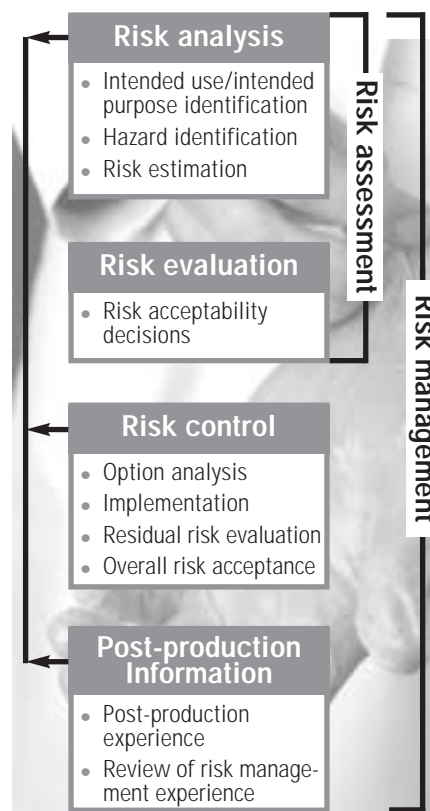 Risk analysis
• Intended use/intended
purpose identification
• Hazard identification
• Risk estimation
Risk evaluation
• Risk acceptability
decisions
Risk control
• Option analysis
• Implementation
• Residual risk evaluation
• Overall risk acceptance
Post-production
Information
• Post-production
experience
• Review of risk manage-
ment experience
Risk assessment
Risk management